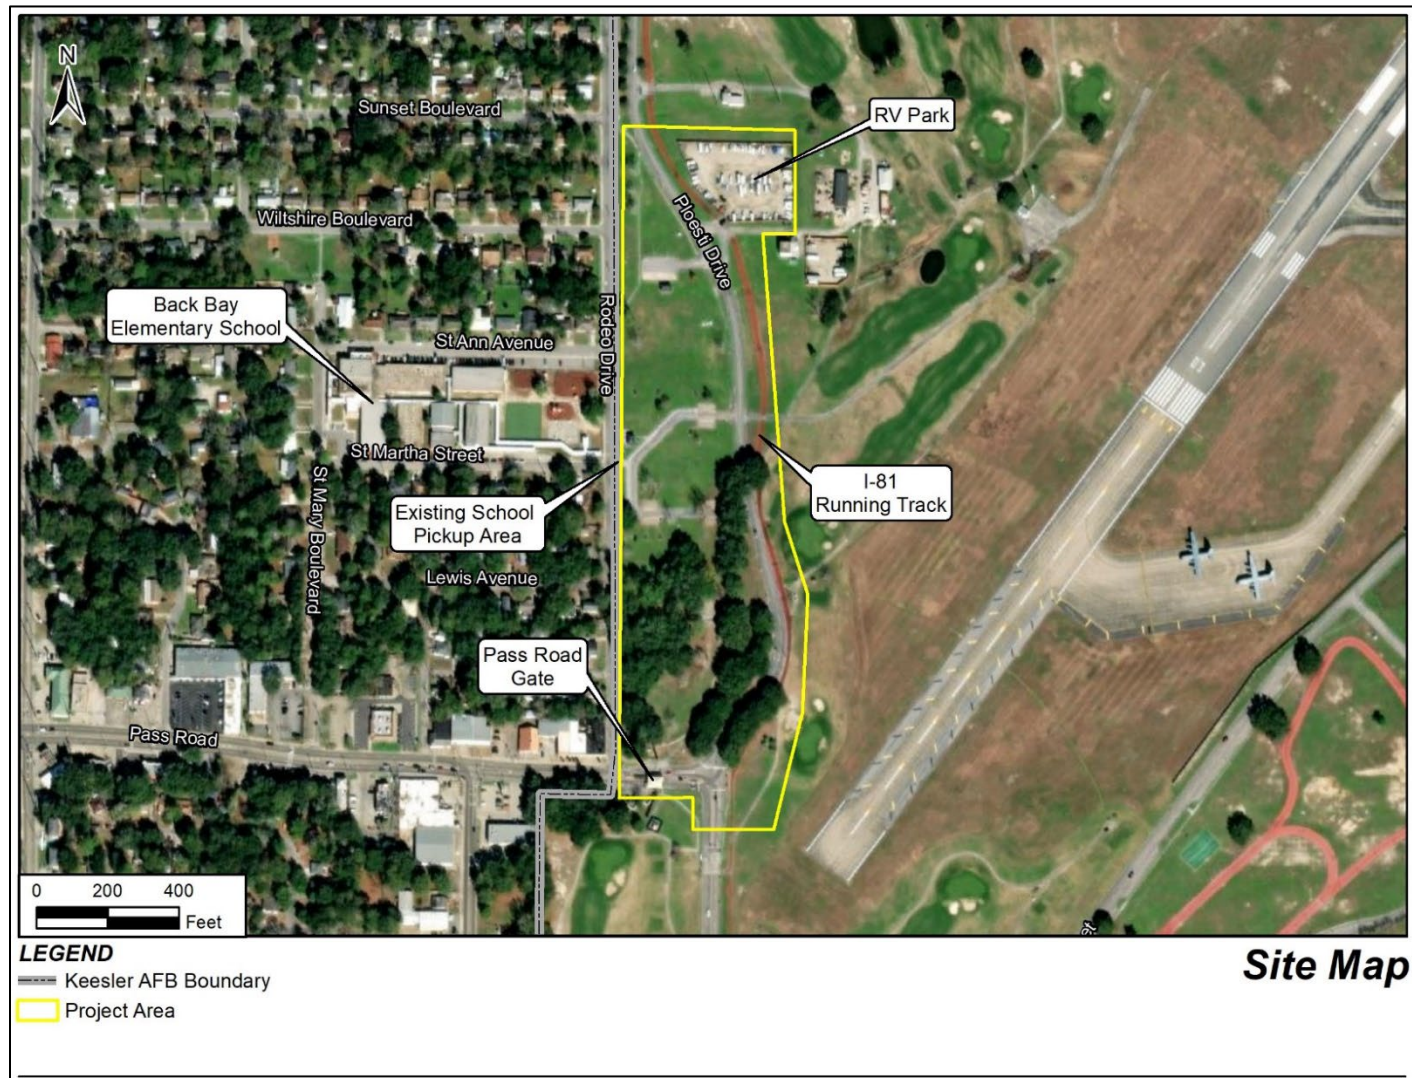 N
Sunset Boulevard
RV Park
Wiltshire Boulevard
Ploesti Drive
Back Bay
Elementary School
Rodeo Drive
St Ann Avenue
St Martha Street
I-81
Running Track
St Mary Boulevard
Existing School
Pickup Area
Lewis Avenue
Pass Road
Gate
Pass Road
0 200 400
Feet
et
LEGEND
Keesler AFB Boundary
Project Area
Site Map